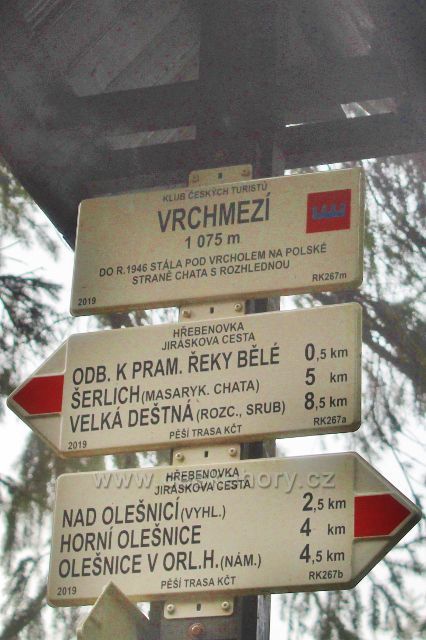 KLUB ČESKÝCH TURISTŮ
VRCHMEZÍ
1 075 m
DO R.1946 STÁLA POD VRCHOLEM NA POLSKÉ
STRANĚ CHATA S ROZHLEDNOU
2019 RK267m
HŘEBENOVKA
JIRÁSKOVA CESTA
ODB. K PRAM. ŘEKY BĚLÉ 0,5 km
ŠERLICH (MASARYK. CHATA) 5 km
VELKÁ DEŠTNÁ (ROZC., SRUB) 8,5 km
2019 PĚŠÍ TRASA KČT RK267a
HŘEBENOVKA
JIRÁSKOVA CESTA
NAD OLEŠNICÍ (VYHL.) 2,5 km
HORNÍ OLEŠNICE 4 km
OLEŠNICE V ORL.H. (NÁM.) 4,5 km
2019 PĚŠÍ TRASA KČT RK267b